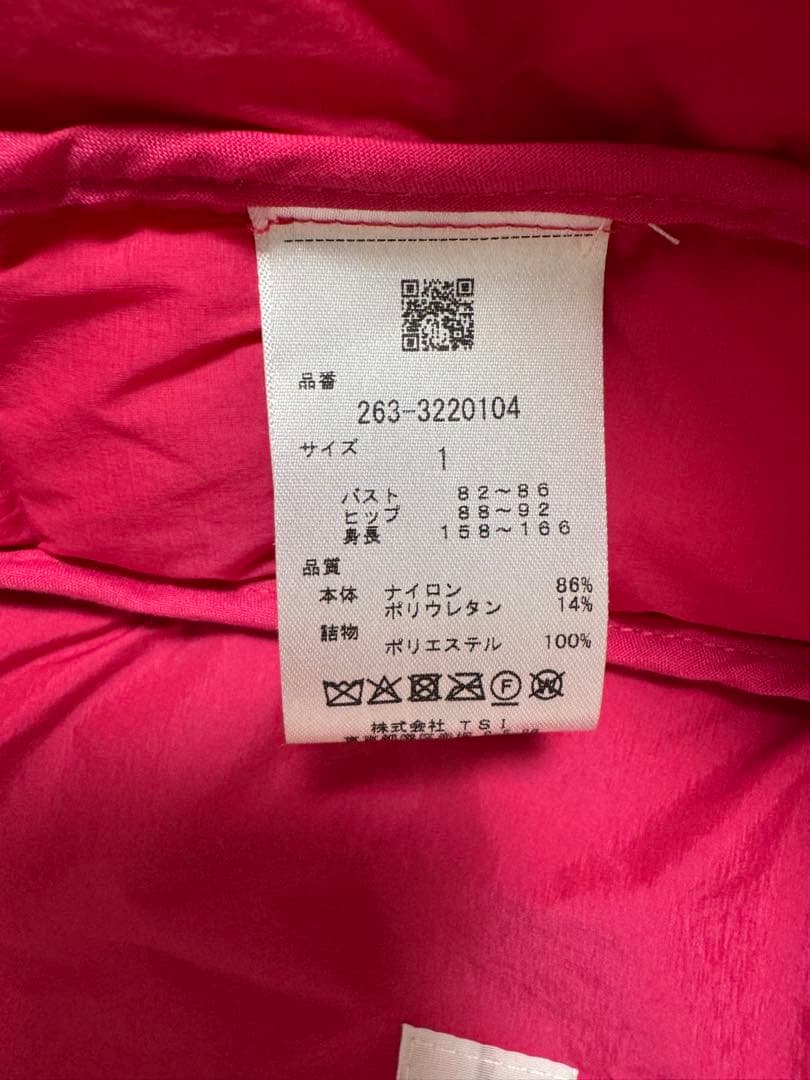 品番
263-3220104
サイズ
1
バスト 82~86
ヒップ 88~92
身長 158~166
品質
本体 ナイロン 86%
ポリウレタン 14%
詰物 ポリエステル 100%
F W
株式会社 TSI